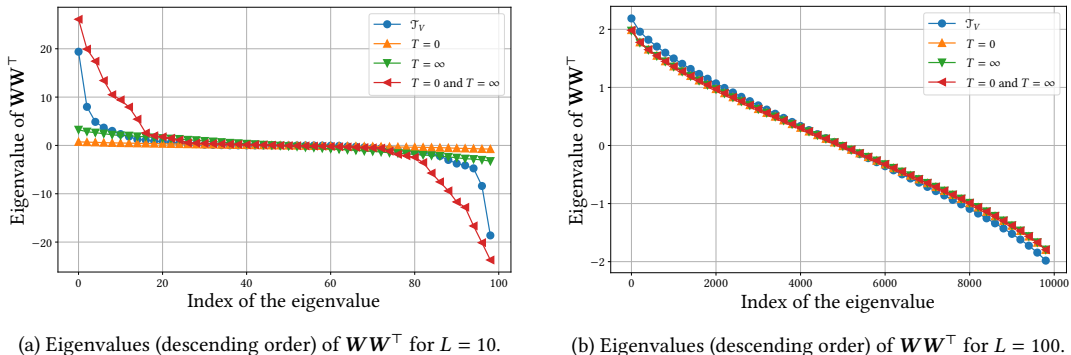 Eigenvalue of WW⊤
20
10
0
−10
−20
𝒯V
T = 0
T = ∞
T = 0 and T = ∞
0 20 40 60 80 100
Index of the eigenvalue
(a) Eigenvalues (descending order) of WW⊤ for L = 10.
Eigenvalue of WW⊤
2
1
0
−1
−2
𝒯V
T = 0
T = ∞
T = 0 and T = ∞
0 2000 4000 6000 8000 10000
Index of the eigenvalue
(b) Eigenvalues (descending order) of WW⊤ for L = 100.